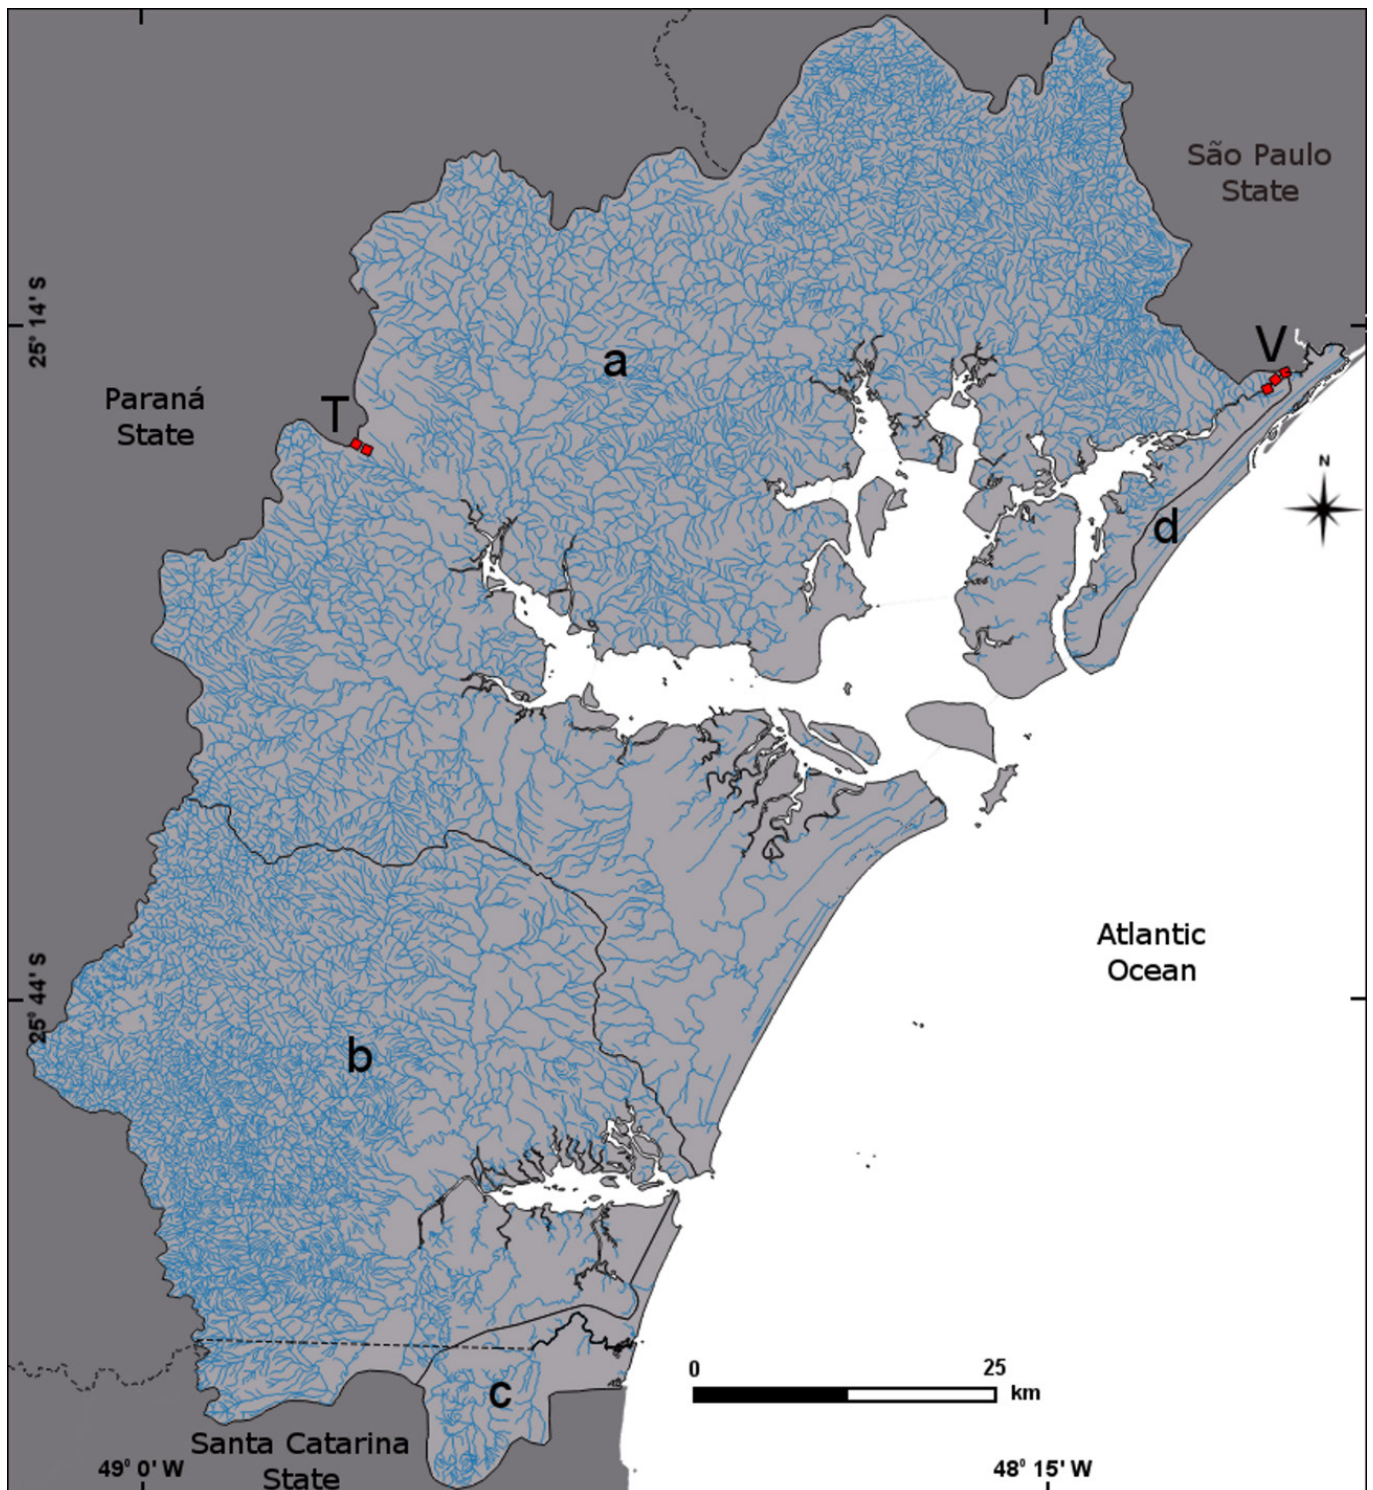 São Paulo
State
25° 14' S
V
a
Paraná
State
T
N
d
Atlantic
Ocean
25° 44' S
b
0 25
km
c
Santa Catarina
State
49° 0' W
48° 15' W